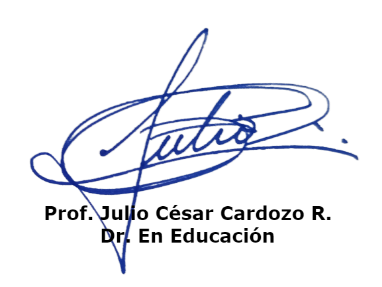 Julio
Prof. Julio César Cardozo R.
Dr. En Educación